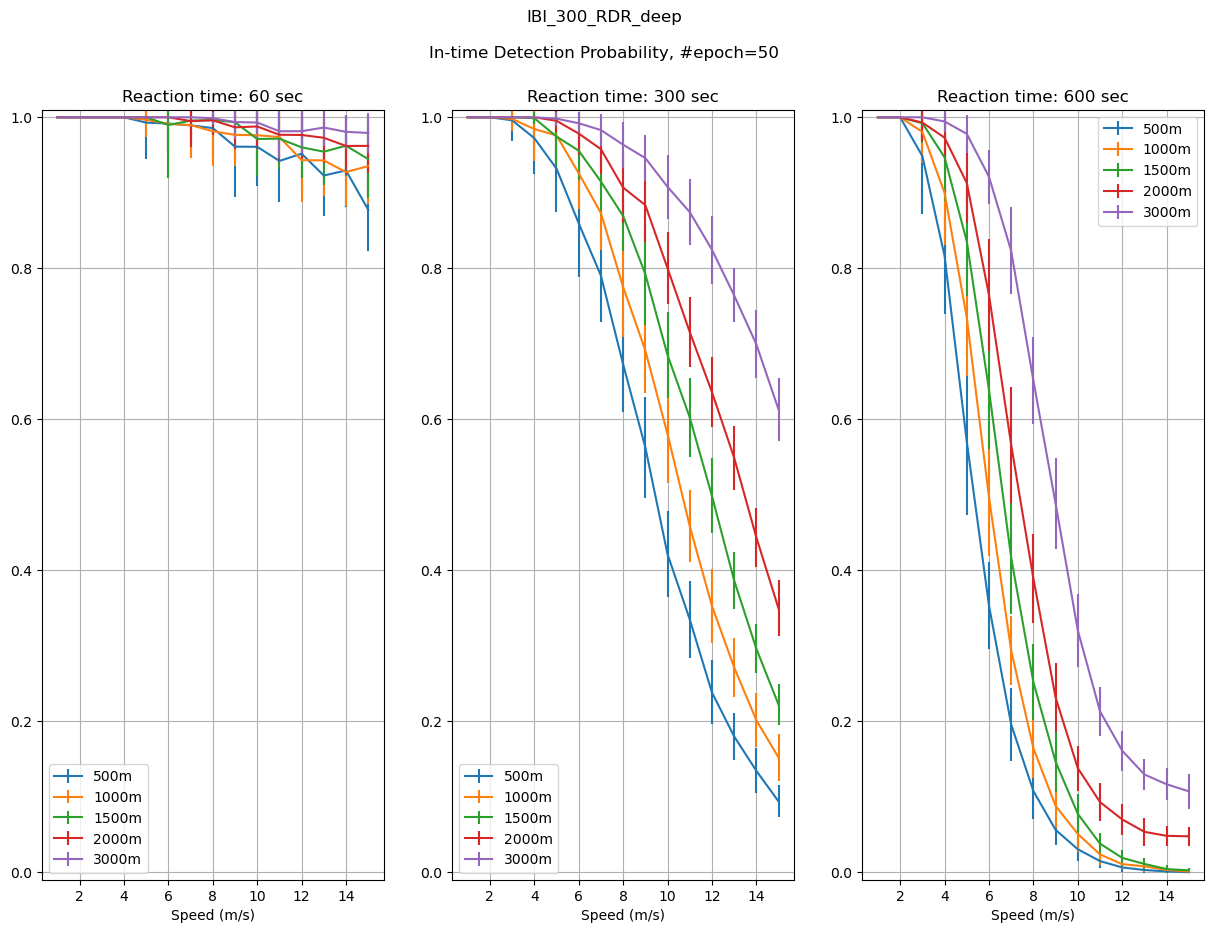 IBI_300_RDR_deep
In-time Detection Probability, #epoch=50
Reaction time: 60 sec
1.0
0.8
0.6
0.4
0.2
0.0
2 4 6 8 10 12 14
Speed (m/s)
500m
1000m
1500m
2000m
3000m
Reaction time: 300 sec
1.0
0.8
0.6
0.4
0.2
0.0
2 4 6 8 10 12 14
Speed (m/s)
500m
1000m
1500m
2000m
3000m
Reaction time: 600 sec
1.0
0.8
0.6
0.4
0.2
0.0
2 4 6 8 10 12 14
Speed (m/s)
500m
1000m
1500m
2000m
3000m